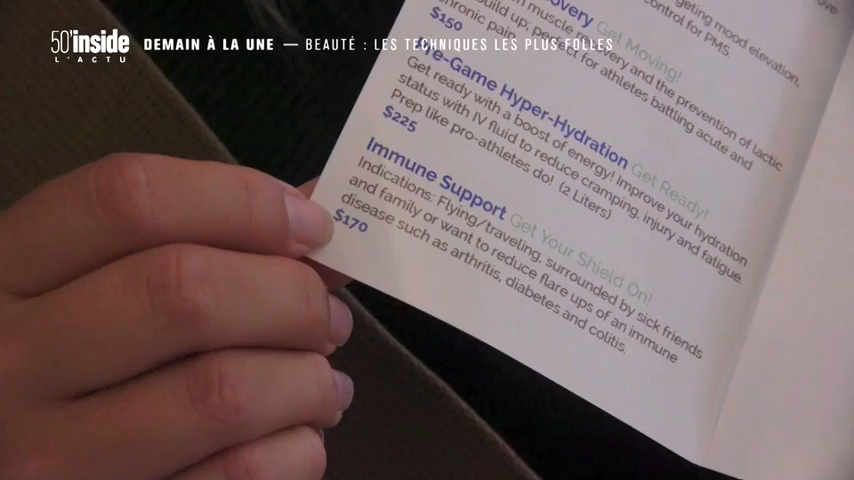 50'inside
L'ACTU
DEMAIN À LA UNE — BEAUTÉ : LES TECHNIQUES LES PLUS FOLLES
geting mood elevation,
control for PMS.
Get Moving!
$150
muscle recovery and the prevention of lactic
build up; perfect for athletes battling acute and
chronic pain.
Pre-Game Hyper-Hydration Get Ready!
Get ready with a boost of energy! Improve your hydration
status with IV fluid to reduce cramping, injury and fatigue.
Prep like pro-athletes do! (2 Liters)
$225
Immune Support Get Your Shield On!
Indications: Flying/traveling, surrounded by sick friends
and family or want to reduce flare ups of an immune
disease such as arthritis, diabetes and colitis.
$170